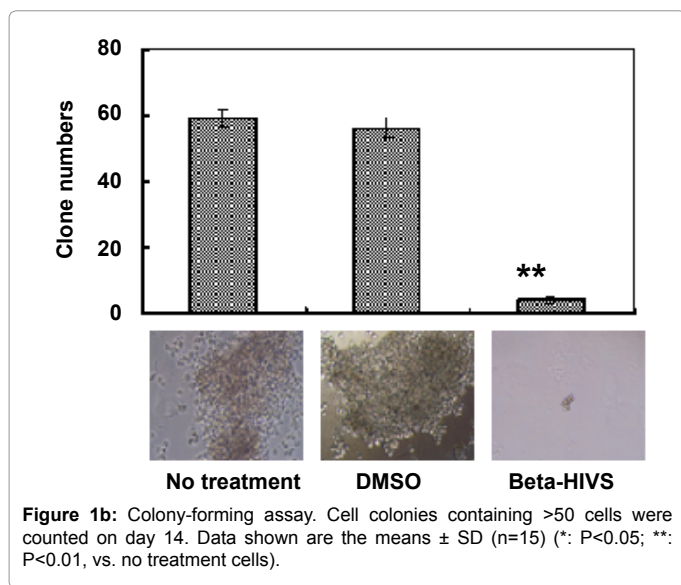 80
60
40
20
0
Clone numbers
**
No treatment DMSO Beta-HIVS
Figure 1b: Colony-forming assay. Cell colonies containing >50 cells were
counted on day 14. Data shown are the means ± SD (n=15) (*: P<0.05; **:
P<0.01, vs. no treatment cells).